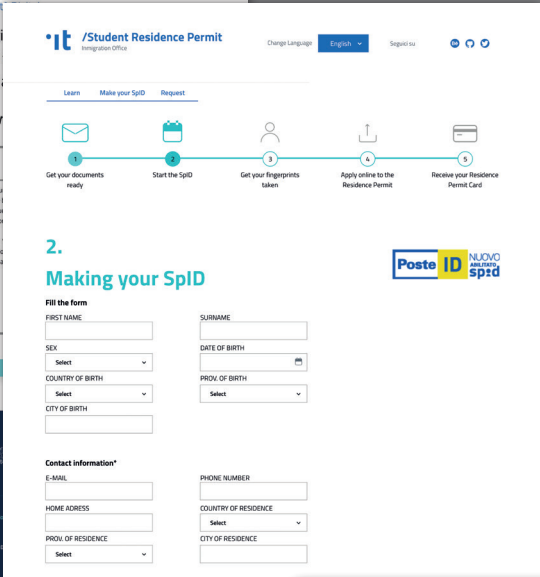 it /Student Residence Permit
Inmigration Office
Change Language
English
Seguici su
Learn Make your SpID Request
1 2 3 4 5
Get your documents ready
Start the SpID
Get your fingerprints taken
Apply online to the Residence Permit
Receive your Residence Permit Card
2.
Making your SpID
Poste ID NUOVO
ABILITATO
spid
Fill the form
FIRST NAME SURNAME
SEX DATE OF BIRTH
Select
COUNTRY OF BIRTH PROV. OF BIRTH
Select Select
CITY OF BIRTH
Contact information*
E-MAIL PHONE NUMBER
HOME ADRESS COUNTRY OF RESIDENCE
Select
PROV. OF RESIDENCE CITY OF RESIDENCE
Select